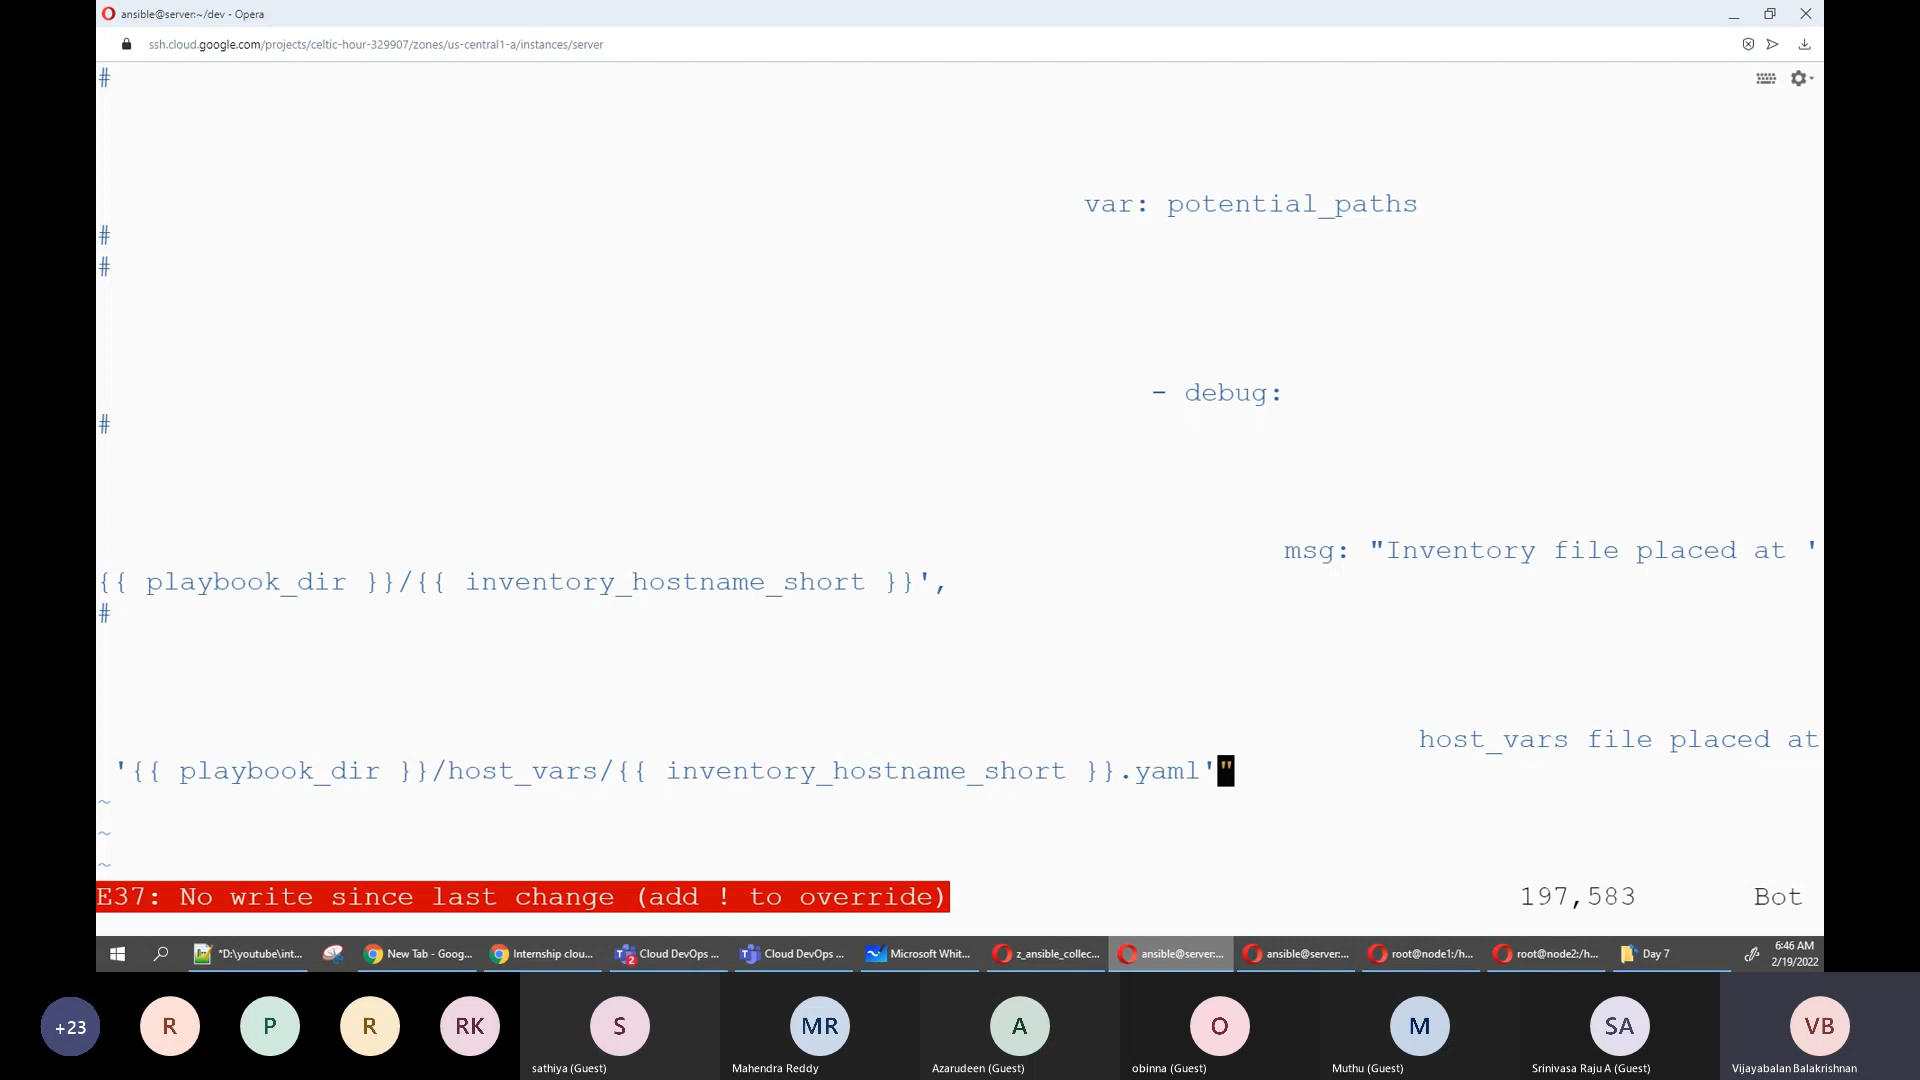 ansible@server:~/dev - Opera
ssh.cloud.google.com/projects/celtic-hour-329907/zones/us-central1-a/instances/server
#
var: potential_paths
#
#
- debug:
#
msg: "Inventory file placed at '
{{ playbook_dir }}/{{ inventory_hostname_short }}',
#
host_vars file placed at
'{{ playbook_dir }}/host_vars/{{ inventory_hostname_short }}.yaml'"
~
~
~
E37: No write since last change (add ! to override)
197,583
Bot
*D:\youtube\int...
New Tab - Goog...
Internship clou...
2
Cloud DevOps ...
Cloud DevOps ...
Microsoft Whit...
z_ansible_collec...
ansible@server:...
ansible@server:...
root@node1:/h...
root@node2:/h...
Day 7
6:46 AM
2/19/2022
+23
R
P
R
RK
S
MR
A
O
M
SA
VB
sathiya (Guest)
Mahendra Reddy
Azarudeen (Guest)
obinna (Guest)
Muthu (Guest)
Srinivasa Raju A (Guest)
Vijayabalan Balakrishnan